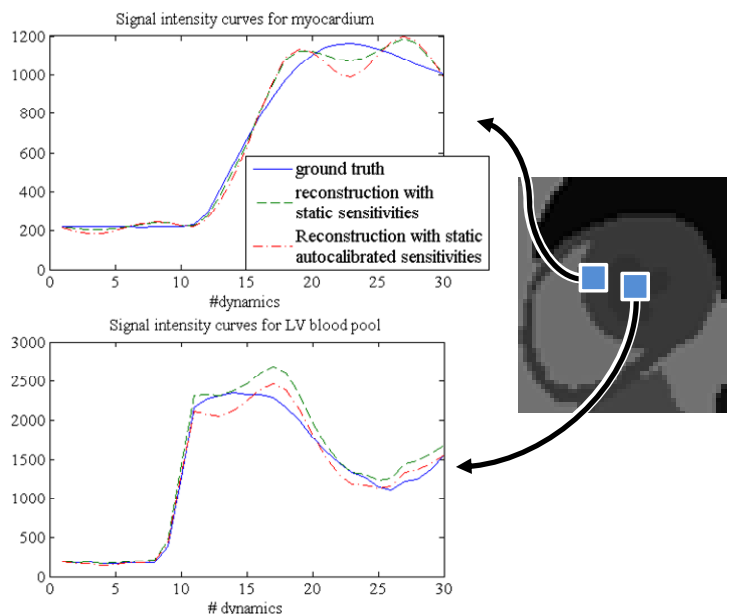 Signal intensity curves for myocardium
1200
1000
800
600
400
200
0
ground truth
reconstruction with
static sensitivities
Reconstruction with static
autocalibrated sensitivities
0 5 10 15 20 25 30
#dynamics
Signal intensity curves for LV blood pool
3000
2500
2000
1500
1000
500
0
0 5 10 15 20 25 30
# dynamics